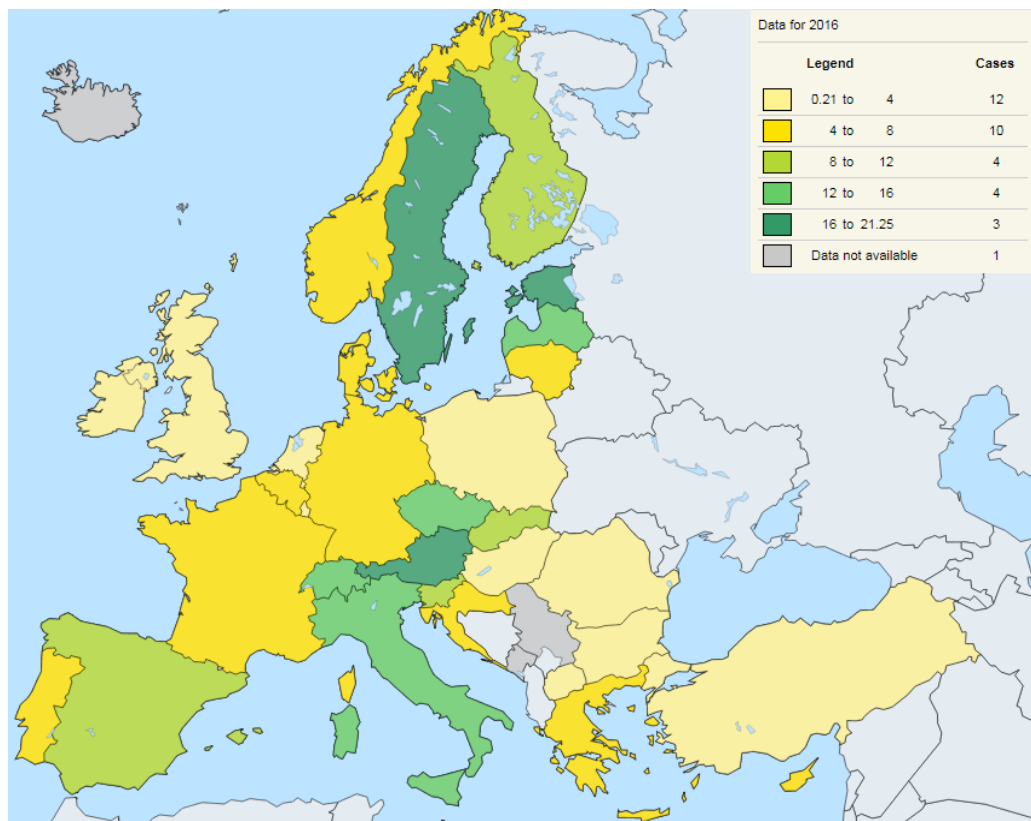 Data for 2016
Legend Cases
0.21 to 4 12
4 to 8 10
8 to 12 4
12 to 16 4
16 to 21.25 3
Data not available 1